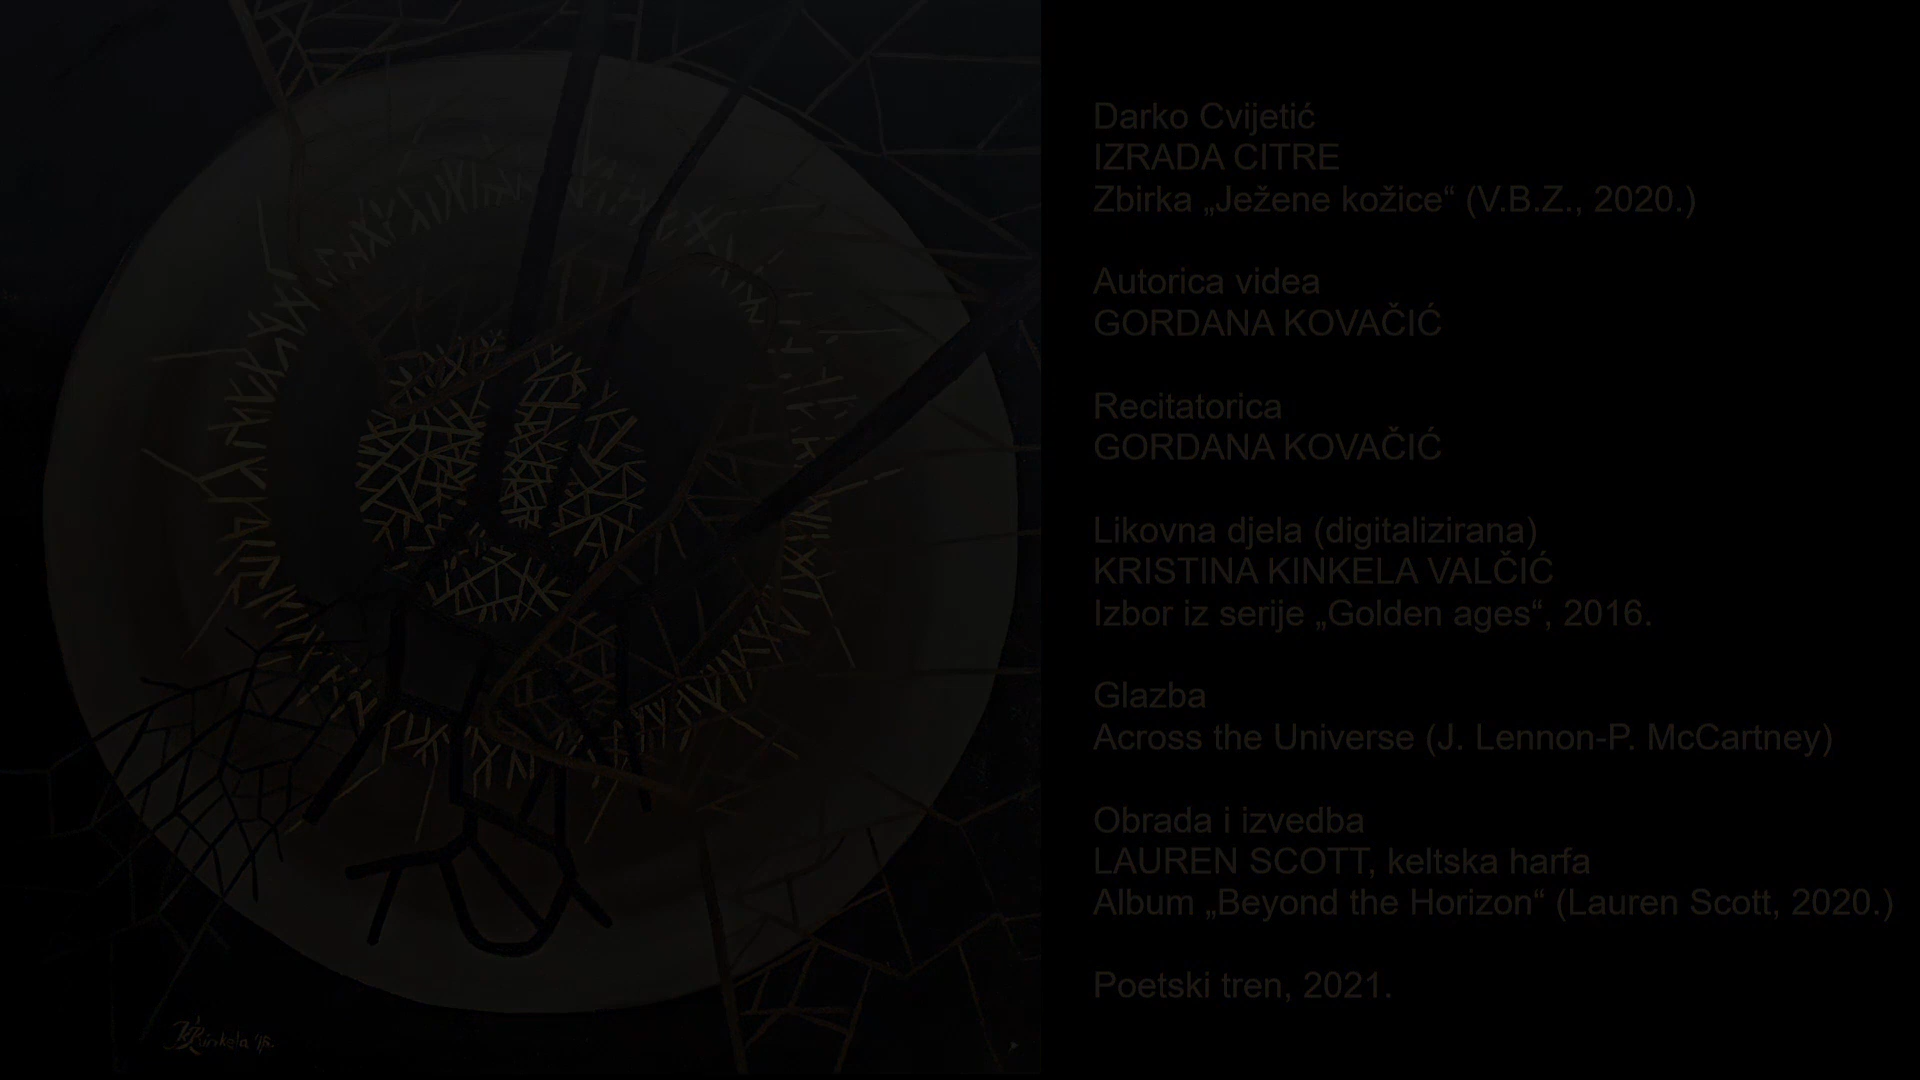 Darko Cvijetić
IZRADA CITRE
Zbirka „Ježene kožice“ (V.B.Z., 2020.)
Autorica videa
GORDANA KOVAČIĆ
Recitatorica
GORDANA KOVAČIĆ
Likovna djela (digitalizirana)
KRISTINA KINKELA VALČIĆ
Izbor iz serije „Golden ages“, 2016.
Glazba
Across the Universe (J. Lennon-P. McCartney)
Obrada i izvedba
LAUREN SCOTT, keltska harfa
Album „Beyond the Horizon“ (Lauren Scott, 2020.)
Poetski tren, 2021.